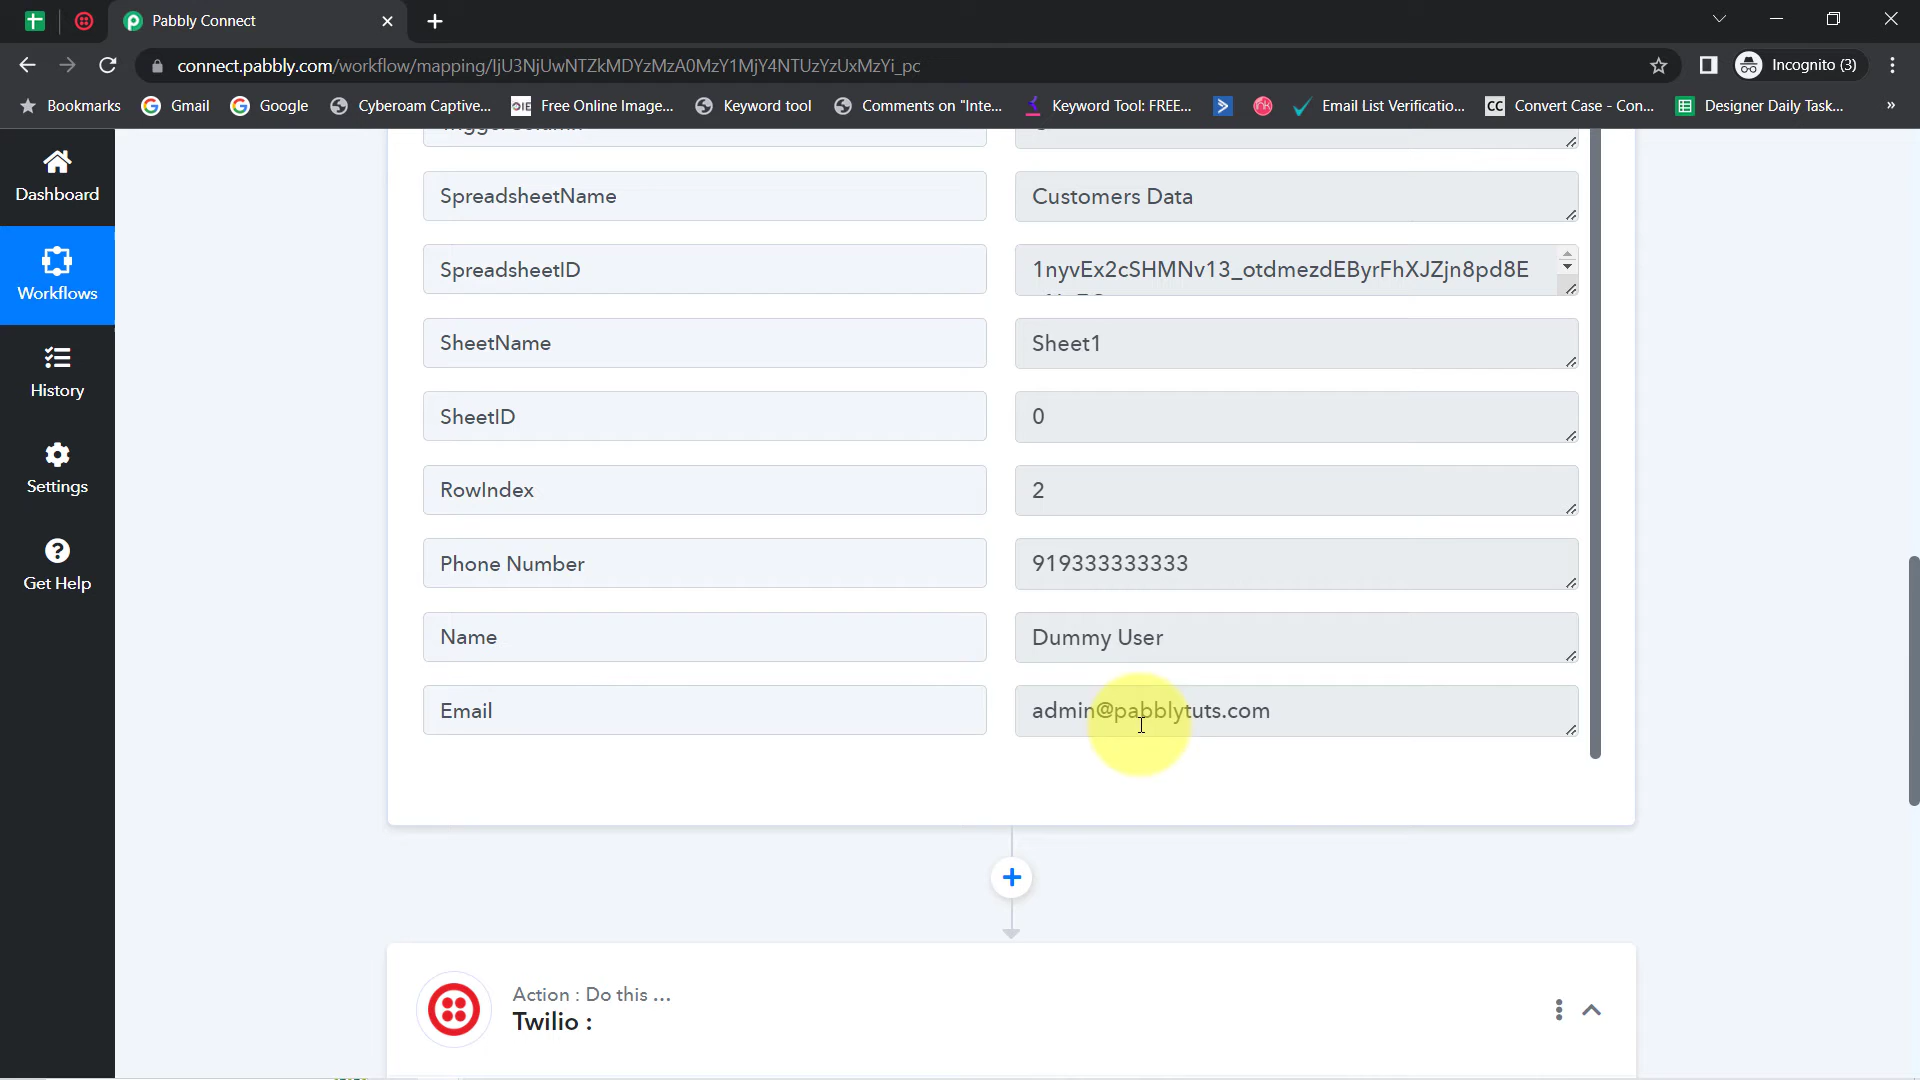 Pabbly Connect
connect.pabbly.com/workflow/mapping/IjU3NjUwNTZkMDYzMzA0MzY1MjY4NTUzYzUxMzYi_pc
Incognito (3)
Bookmarks
Gmail
Google
Cyberoam Captive...
OIE
Free Online Image...
Keyword tool
Comments on "Inte...
Keyword Tool: FREE...
Email List Verificatio...
CC
Convert Case - Con...
Designer Daily Task...
»
Dashboard
Workflows
History
Settings
Get Help
SpreadsheetName
Customers Data
SpreadsheetID
1nyvEx2cSHMNv13_otdmezdEByrFhXJZjn8pd8E
SheetName
Sheet1
SheetID
0
RowIndex
2
Phone Number
919333333333
Name
Dummy User
Email
admin@pabblytuts.com
Action : Do this ...
Twilio :